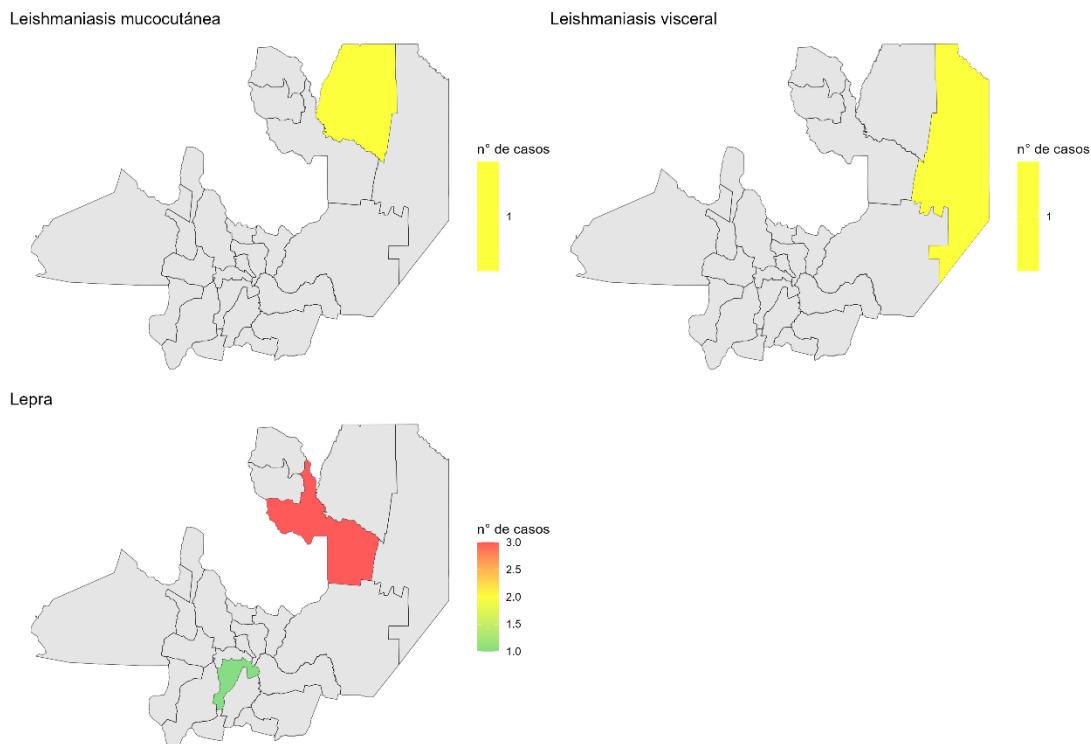 Leishmaniasis mucocutánea
n° de casos
1
Leishmaniasis visceral
n° de casos
1
Lepra
n° de casos
3.0
2.5
2.0
1.5
1.0